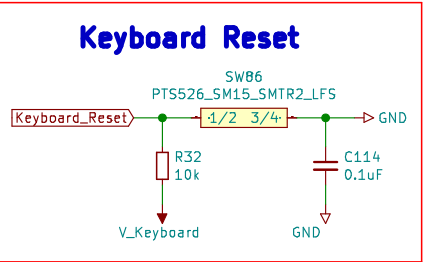 Keyboard Reset
SW86
PTS526_SM15_SMTR2_LFS
Keyboard_Reset
1/2 3/4
GND
R32
10k
C114
0.1uF
V_Keyboard
GND